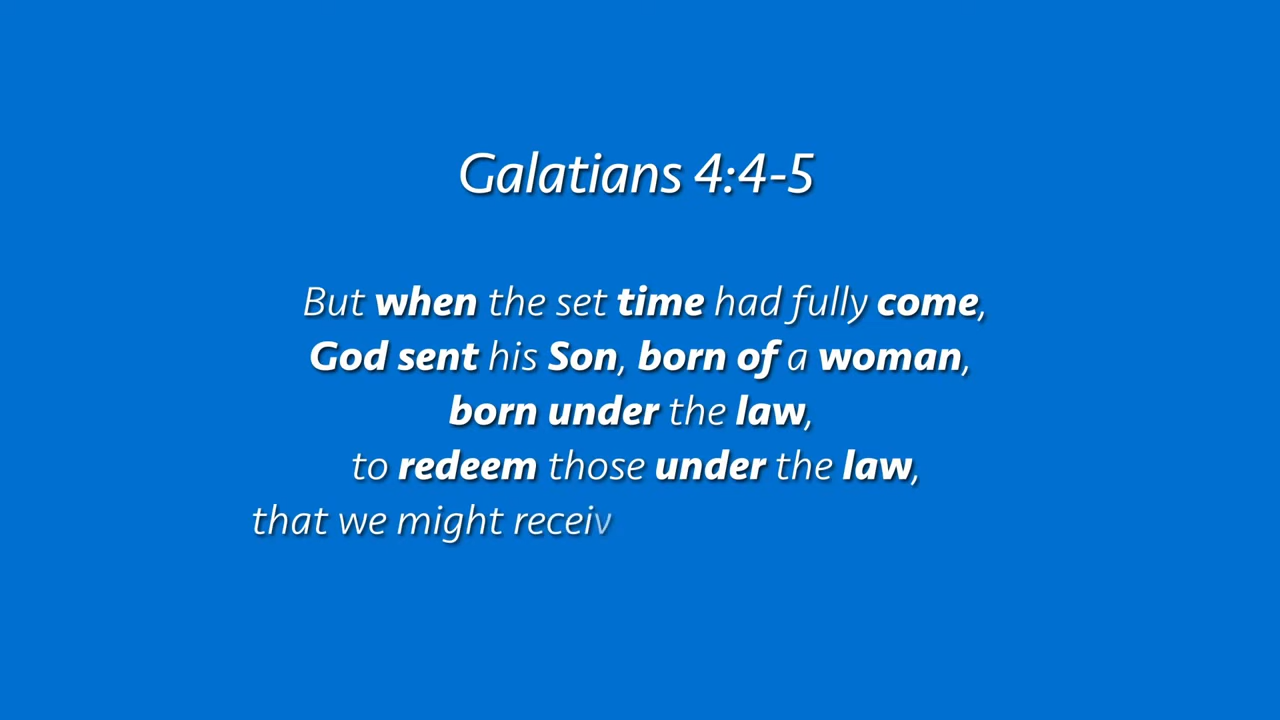 Galatians 4:4-5
But when the set time had fully come,
God sent his Son, born of a woman,
born under the law,
to redeem those under the law,
that we might receiv